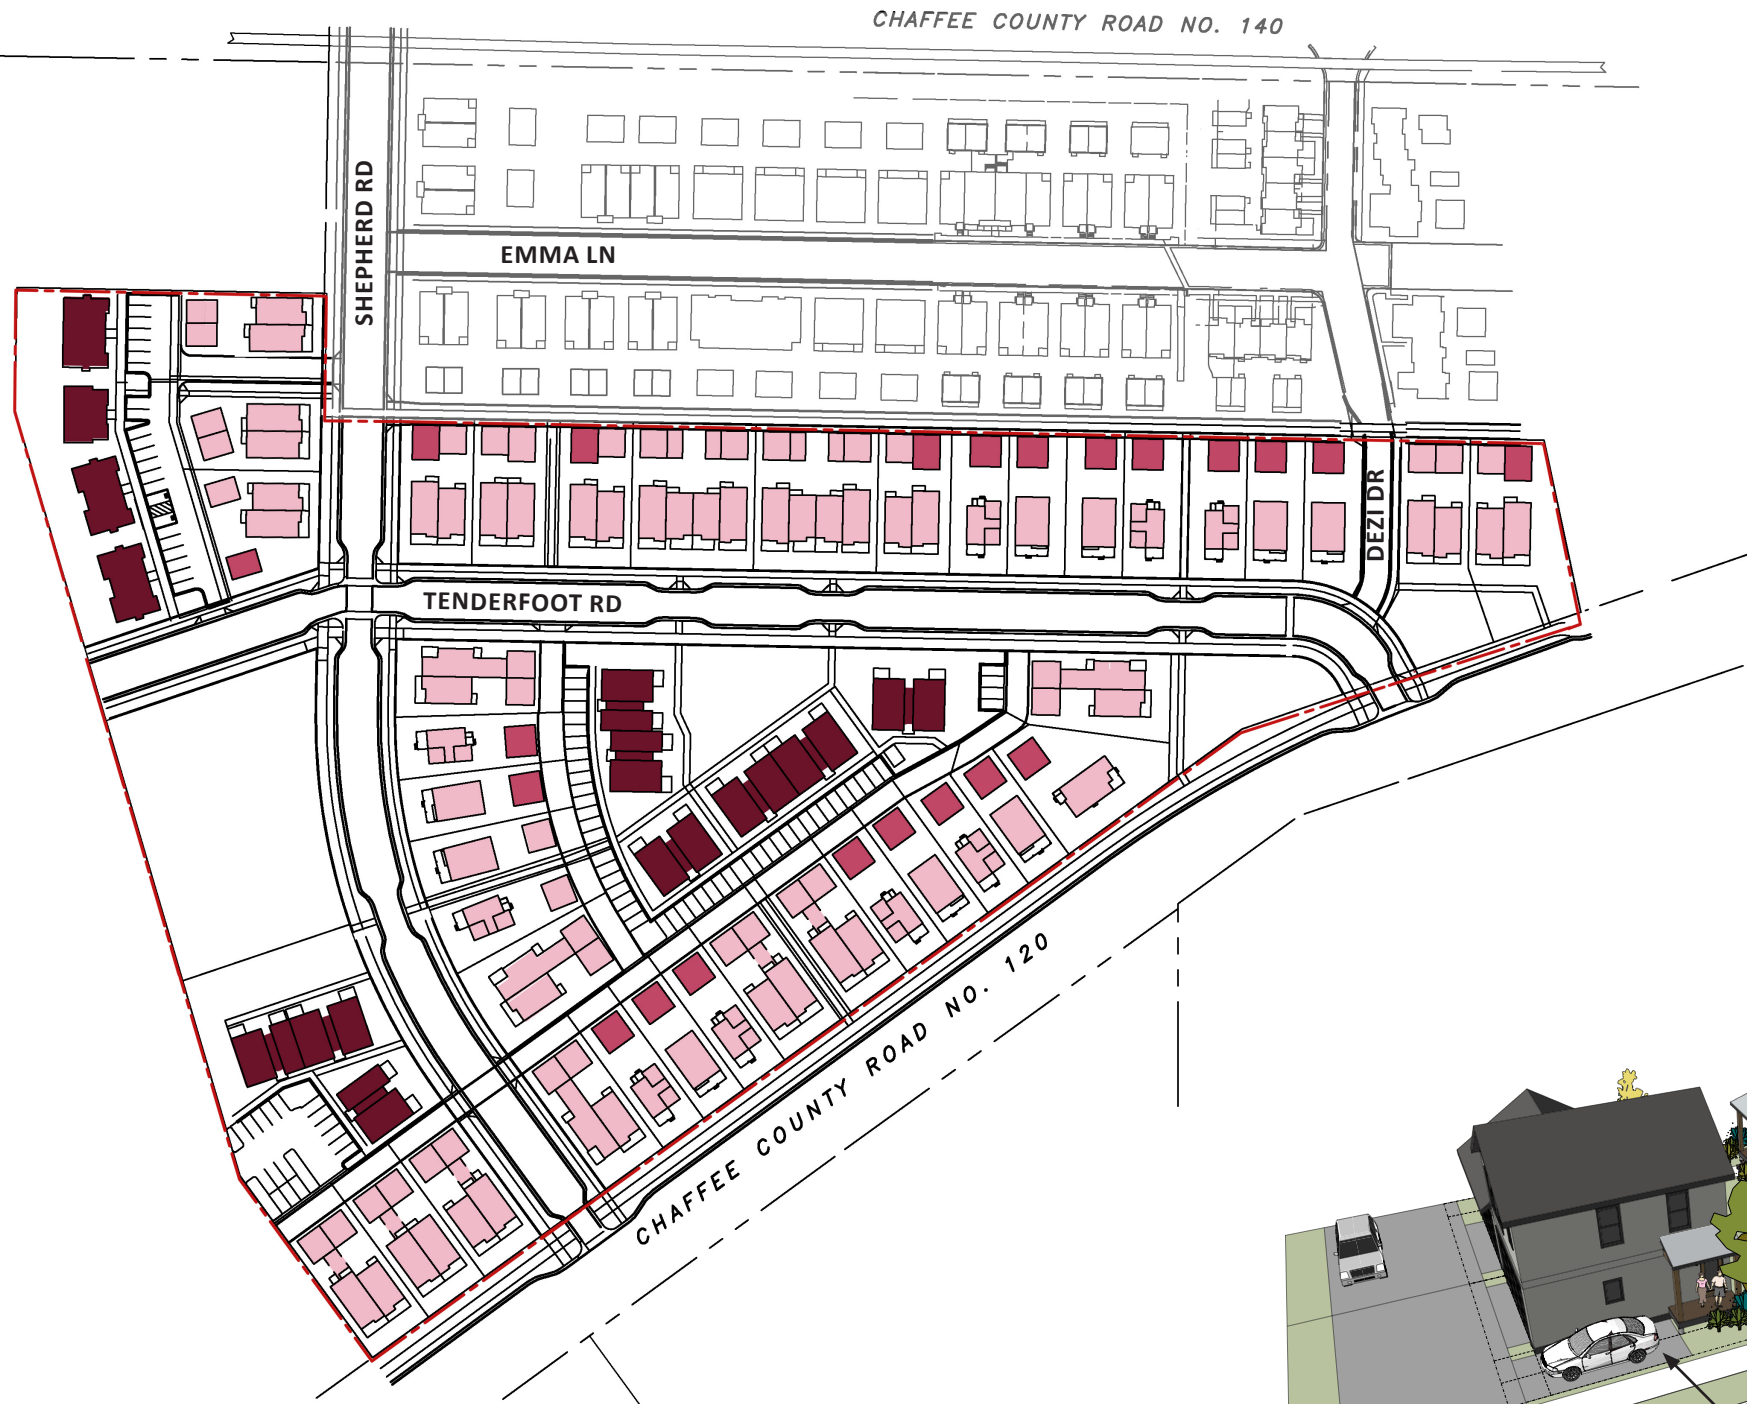 CHAFFEE COUNTY ROAD NO. 140
SHEPHERD RD
EMMA LN
DEZI DR
TENDERFOOT RD
CHAFFEE COUNTY ROAD NO. 120